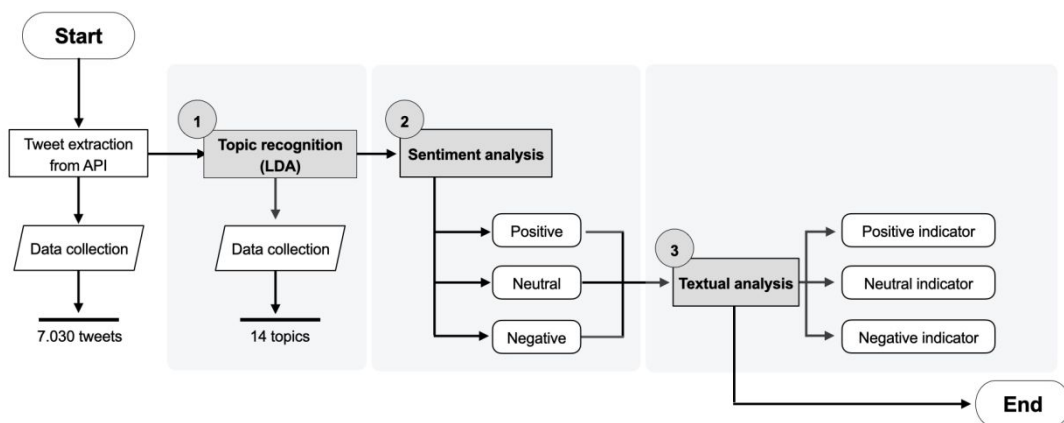 Start
Tweet extraction
from API
Data collection
7.030 tweets
1
Topic recognition
(LDA)
Data collection
14 topics
2
Sentiment analysis
Positive
Neutral
Negative
3
Textual analysis
Positive indicator
Neutral indicator
Negative indicator
End